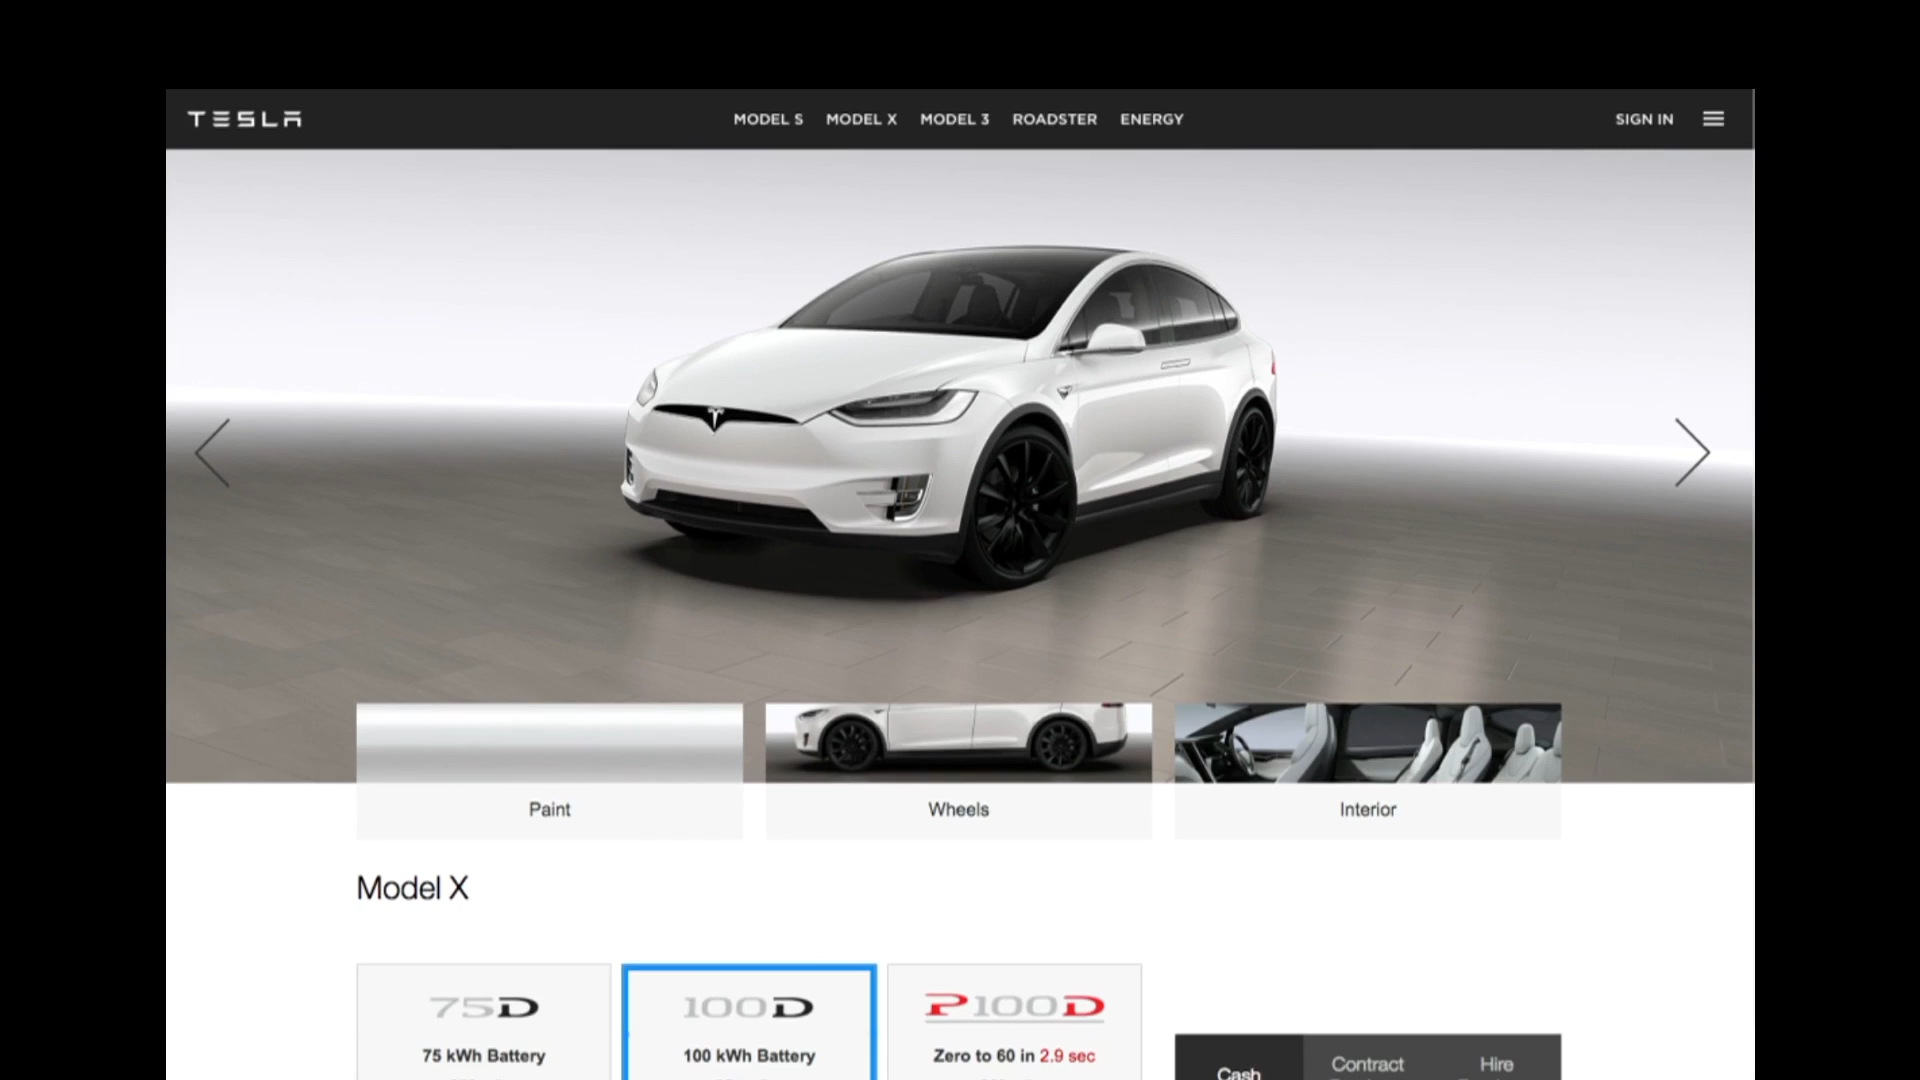 TESLA
MODEL S MODEL X MODEL 3 ROADSTER ENERGY
SIGN IN
Paint
Wheels
Interior
Model X
75D
100D
P100D
75 kWh Battery
100 kWh Battery
Zero to 60 in 2.9 sec
Cash
Contract
Hire